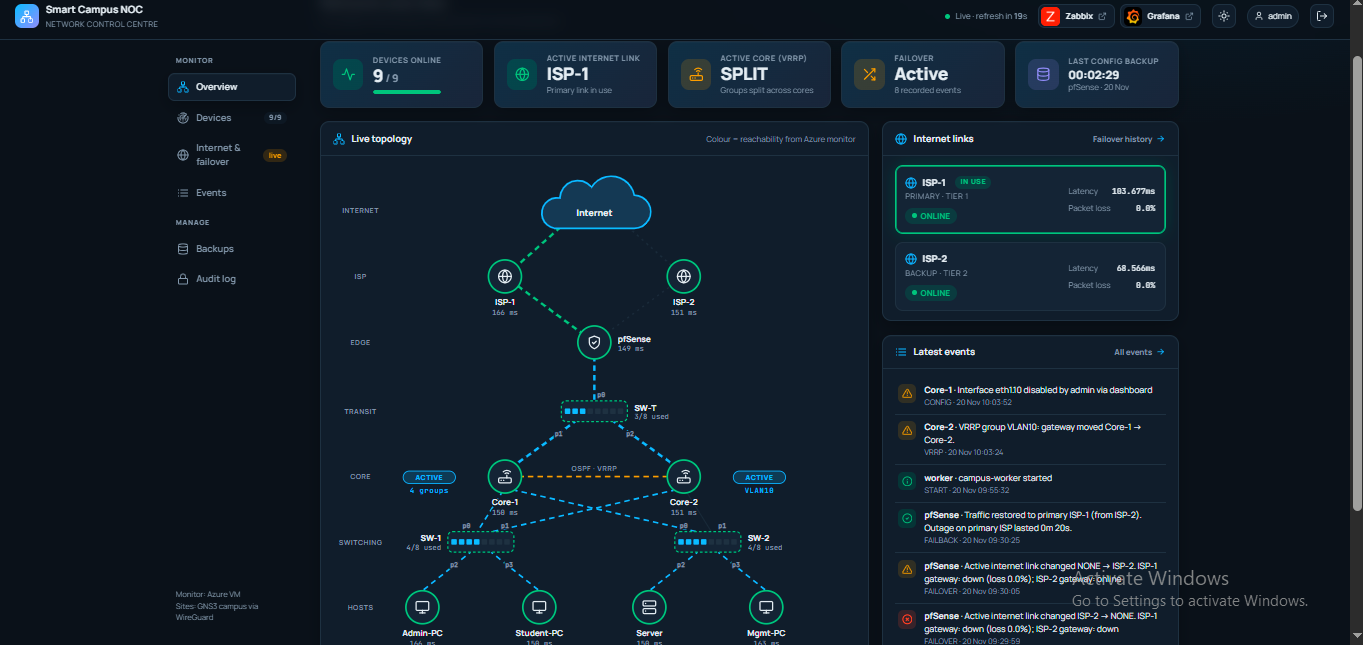 Smart Campus NOC
NETWORK CONTROL CENTRE
Live · refresh in 19s
Z Zabbix
Grafana
admin
MONITOR
Overview
Devices 9/9
Internet &
failover live
Events
MANAGE
Backups
Audit log
Monitor: Azure VM
Sites: GNS3 campus via
WireGuard
DEVICES ONLINE
9 / 9
ACTIVE INTERNET LINK
ISP-1
Primary link in use
ACTIVE CORE (VRRP)
SPLIT
Groups split across cores
FAILOVER
Active
8 recorded events
LAST CONFIG BACKUP
00:02:29
pfSense · 20 Nov
Live topology
Colour = reachability from Azure monitor
INTERNET
Internet
ISP
ISP-1
166 ms
ISP-2
151 ms
EDGE
pfSense
149 ms
TRANSIT
p0
SW-T
3/8 used
p1
p2
CORE
ACTIVE
4 groups
OSPF · VRRP
ACTIVE
VLAN10
Core-1
150 ms
Core-2
151 ms
SWITCHING
p0
p1
SW-1
4/8 used
p2
p3
p0
p1
SW-2
4/8 used
p2
p3
HOSTS
Admin-PC
166 ms
Student-PC
150 ms
Server
150 ms
Mgmt-PC
163 ms
Internet links
Failover history →
ISP-1 IN USE
PRIMARY · TIER 1
ONLINE
Latency 103.677ms
Packet loss 0.0%
ISP-2
BACKUP · TIER 2
ONLINE
Latency 68.566ms
Packet loss 0.0%
Latest events
All events →
Core-1 · Interface eth1.10 disabled by admin via dashboard
CONFIG · 20 Nov 10:03:52
Core-2 · VRRP group VLAN10: gateway moved Core-1 →
Core-2.
VRRP · 20 Nov 10:03:24
worker · campus-worker started
START · 20 Nov 09:55:32
pfSense · Traffic restored to primary ISP-1 (from ISP-2).
Outage on primary ISP lasted 0m 20s.
FAILBACK · 20 Nov 09:30:25
pfSense · Active internet link changed NONE → ISP-2. ISP-1
gateway: down (loss 0.0%); ISP-2 gateway: online
FAILOVER · 20 Nov 09:30:05
pfSense · Active internet link changed ISP-2 → NONE. ISP-1
gateway: down (loss 0.0%); ISP-2 gateway: down
FAILOVER · 20 Nov 09:29:59
Activate Windows
Go to Settings to activate Windows.